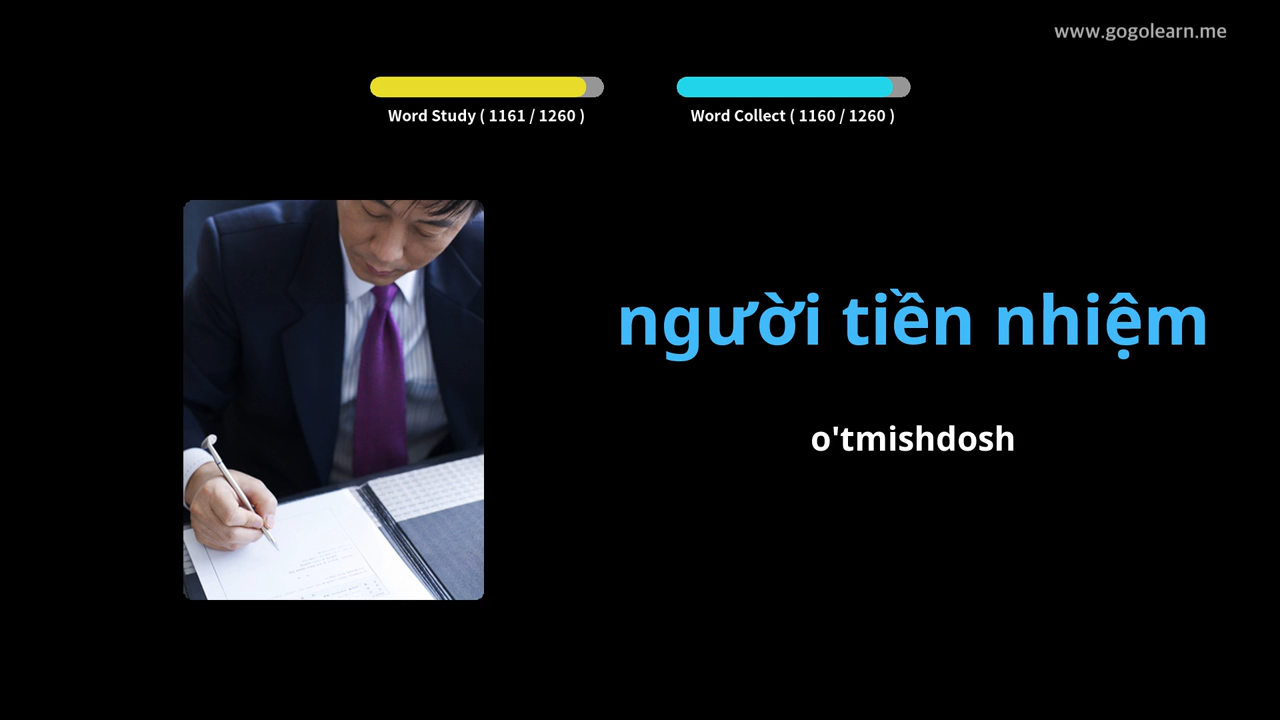 www.gogolearn.me
Word Study ( 1161 / 1260 )
Word Collect ( 1160 / 1260 )
người tiền nhiệm
o'tmishdosh